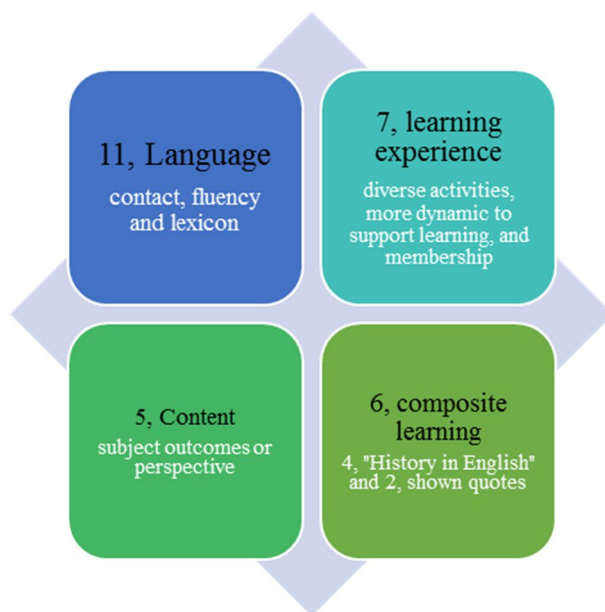 11, Language
contact, fluency
and lexicon
7, learning
experience
diverse activities,
more dynamic to
support learning, and
membership
5, Content
subject outcomes or
perspective
6, composite
learning
4, "History in English"
and 2, shown quotes